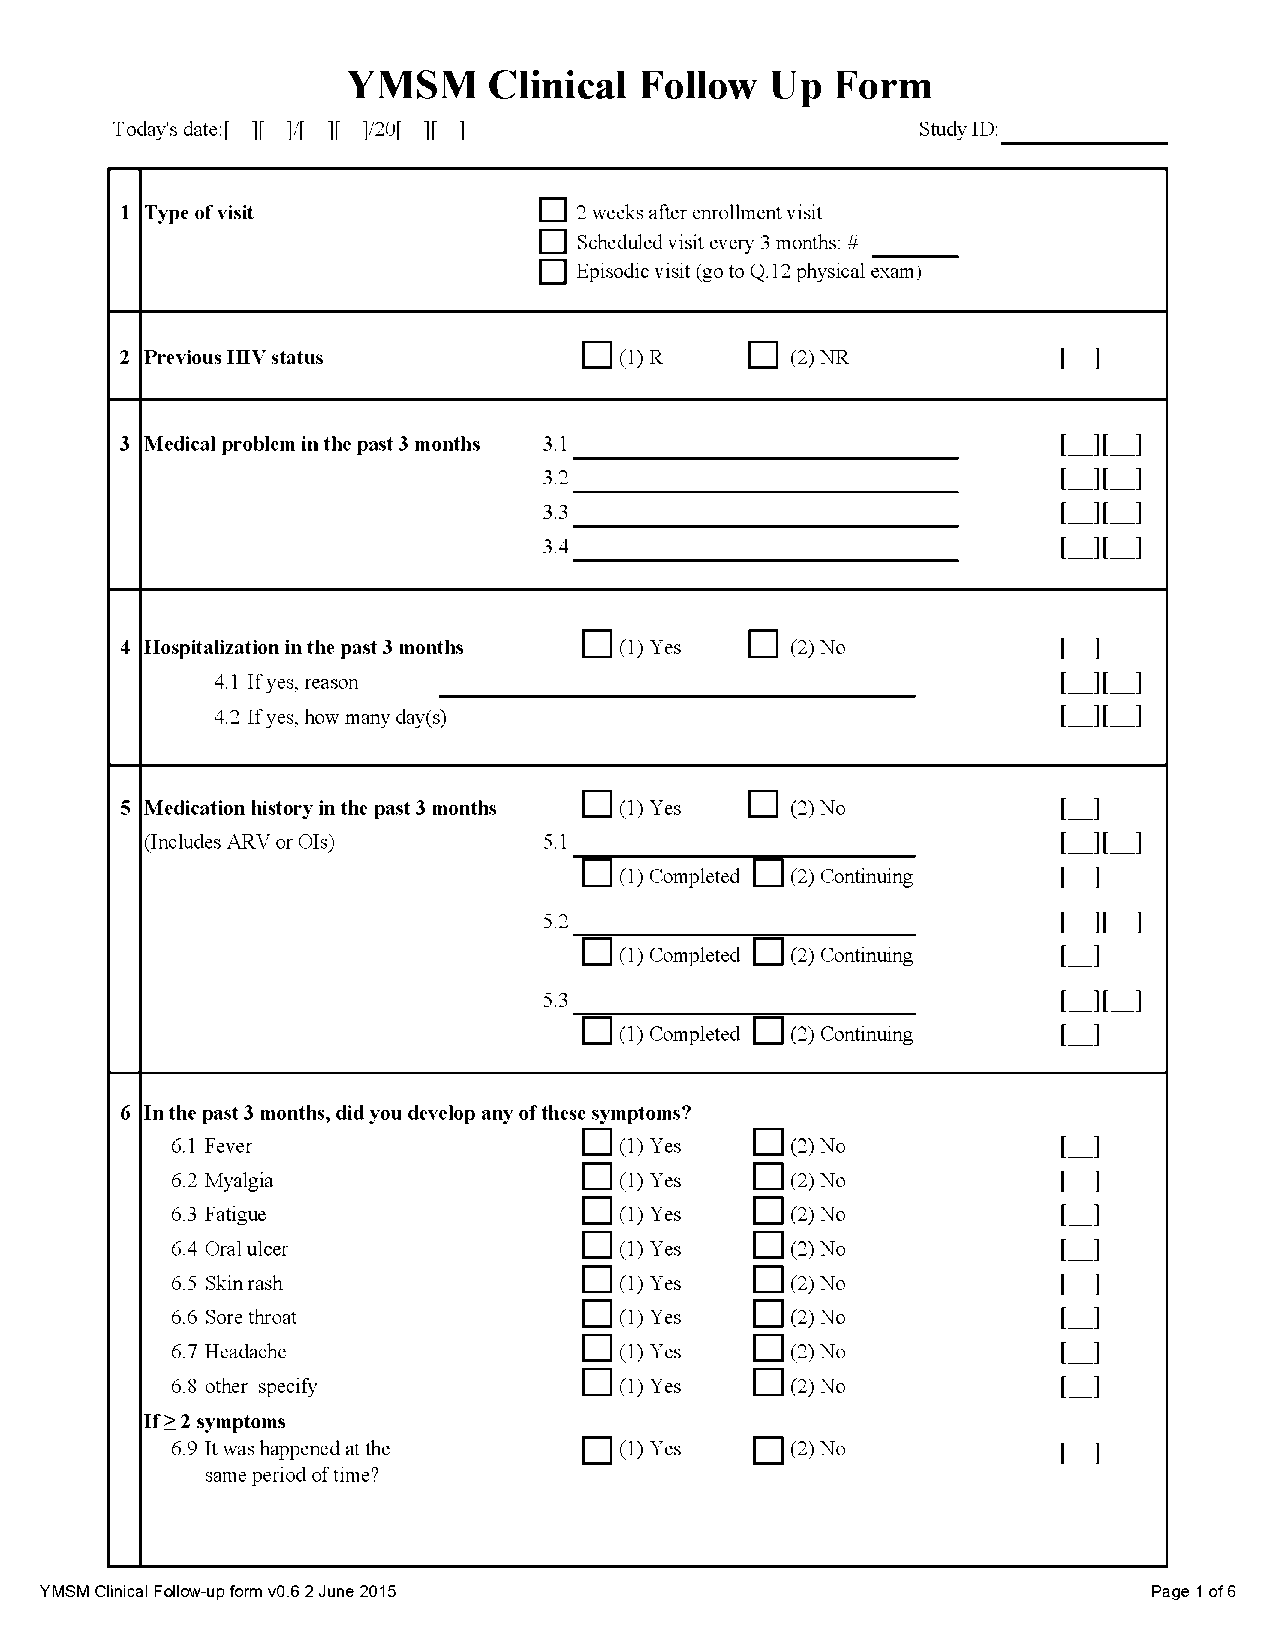 YMSM Clinical Follow Up Form
Today's date:[ ][ ]/[ ][ ]/20[ ][ ] Study ID:
1 Type of visit 2 weeks after enrollment visit
Scheduled visit every 3 months: #
Episodic visit (go to Q.12 physical exam)
2 Previous HIV status (1) R (2) NR [ ]
3 Medical problem in the past 3 months 3.1 [__][__]
3.2 [__][__]
3.3 [__][__]
3.4 [__][__]
4 Hospitalization in the past 3 months (1) Yes (2) No [ ]
4.1 If yes, reason [__][__]
4.2 If yes, how many day(s) [__][__]
5 Medication history in the past 3 months (1) Yes (2) No [__]
(Includes ARV or OIs) 5.1 [__][__]
(1) Completed (2) Continuing [ ]
5.2 [ ][ ]
(1) Completed (2) Continuing [__]
5.3 [__][__]
(1) Completed (2) Continuing [__]
6 In the past 3 months, did you develop any of these symptoms?
6.1 Fever (1) Yes (2) No [__]
6.2 Myalgia (1) Yes (2) No [ ]
6.3 Fatigue (1) Yes (2) No [__]
6.4 Oral ulcer (1) Yes (2) No [__]
6.5 Skin rash (1) Yes (2) No [ ]
6.6 Sore throat (1) Yes (2) No [__]
6.7 Headache (1) Yes (2) No [__]
6.8 other specify (1) Yes (2) No [__]
If ≥ 2 symptoms
6.9 It was happened at the (1) Yes (2) No [ ]
same period of time?
YMSM Clinical Follow-up form v0.6 2 June 2015 Page 1 of 6